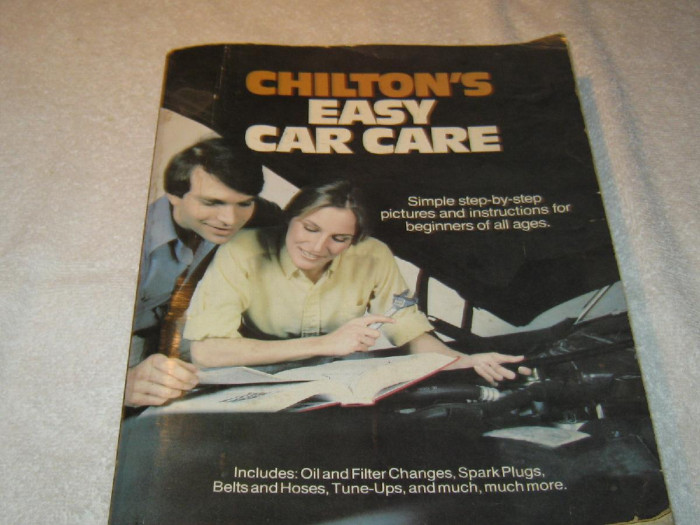 CHILTON'S
EASY
CAR CARE
Simple step-by-step
pictures and instructions for
beginners of all ages.
Includes: Oil and Filter Changes, Spark Plugs,
Belts and Hoses, Tune-Ups, and much, much more.